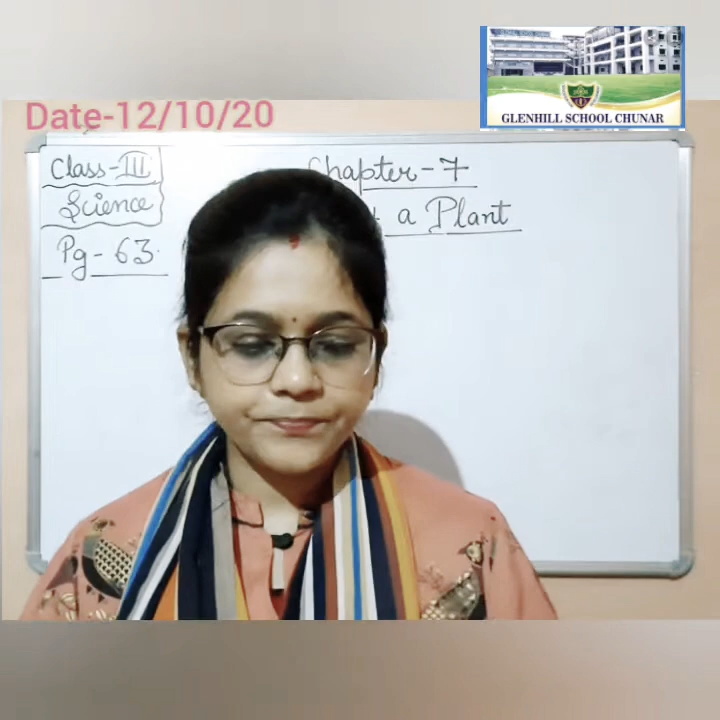 Date-12/10/20
GLENHILL SCHOOL CHUNAR
Class-III
Science
Pg-63.
Chapter-7
a Plant